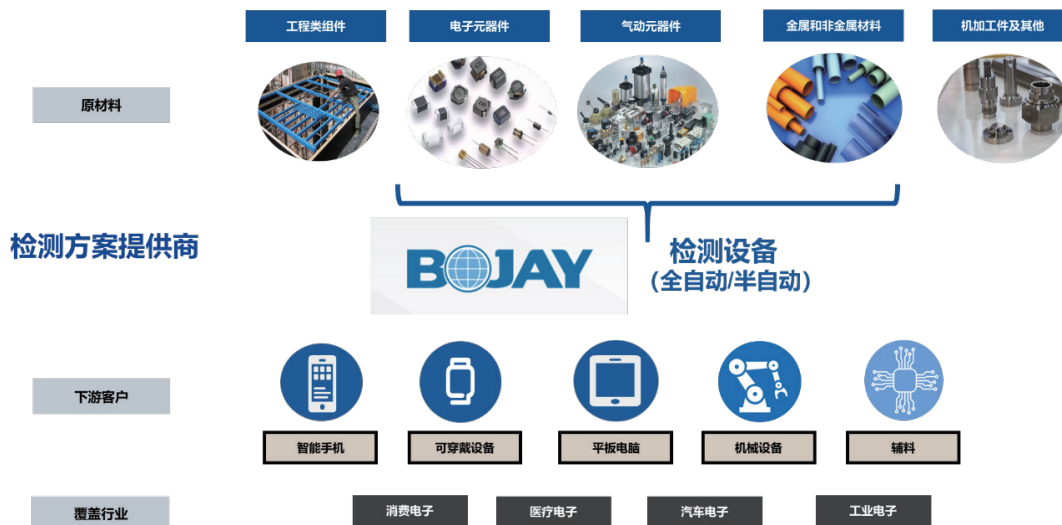 工程类组件
电子元器件
气动元器件
金属和非金属材料
机加工件及其他
原材料
检测方案提供商
BOJAY
检测设备
（全自动/半自动）
下游客户
智能手机
可穿戴设备
平板电脑
机械设备
辅料
覆盖行业
消费电子
医疗电子
汽车电子
工业电子